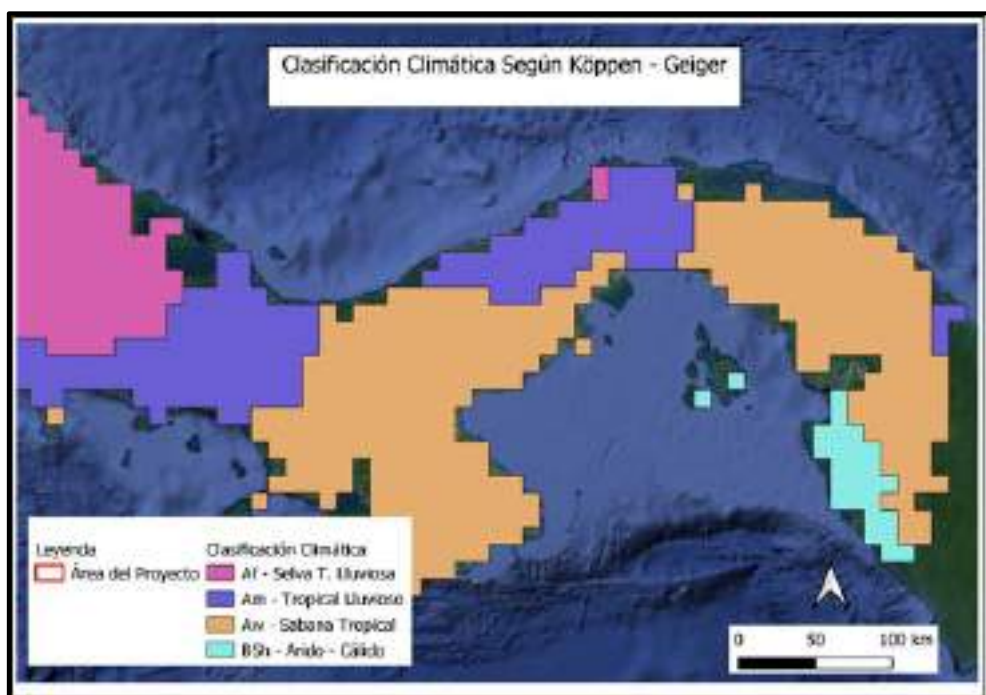 Clasificación Climática Según Köppen - Geiger
Leyenda
Área del Proyecto
Clasificación Climática
Af - Selva T. Lluviosa
Am - Tropical Lluvioso
Aw - Sabana Tropical
BSh - Árido - Cálido
0 50 100 km